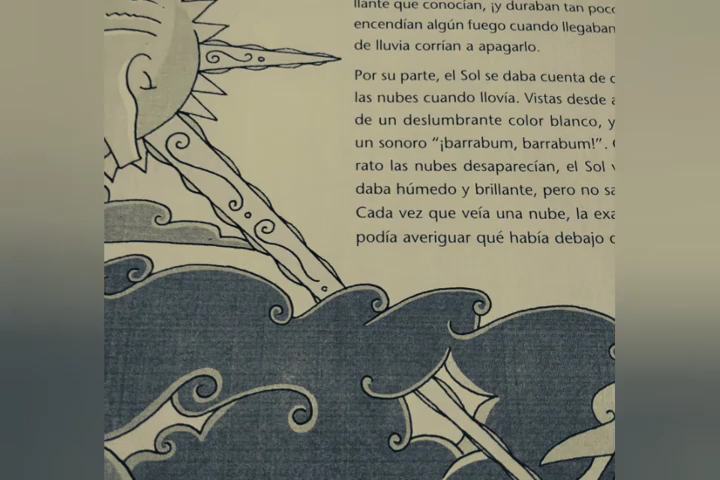 llante que conocían, ¡y duraban tan poco
encendían algún fuego cuando llegaban
de lluvia corrían a apagarlo.
Por su parte, el Sol se daba cuenta de
las nubes cuando llovía. Vistas desde
de un deslumbrante color blanco, y
un sonoro “¡barrabum, barrabum!”.
rato las nubes desaparecían, el Sol
daba húmedo y brillante, pero no
Cada vez que veía una nube, la
podía averiguar qué había debajo